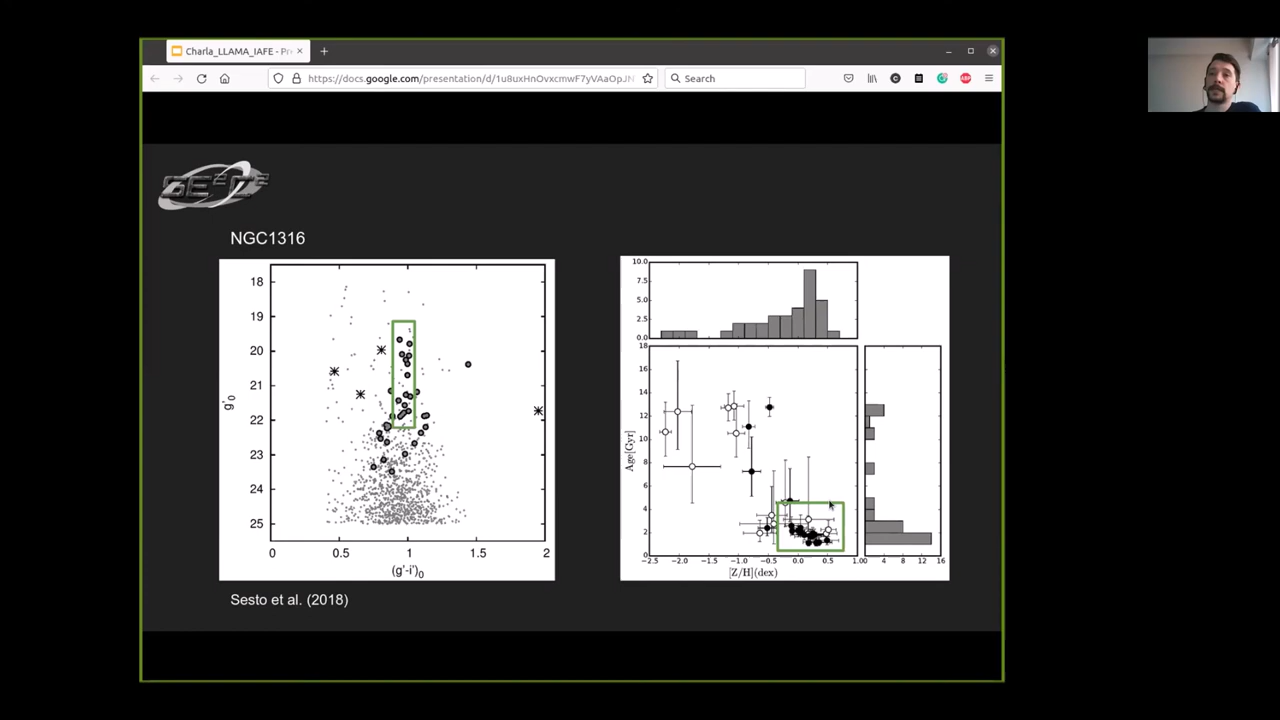 Charla_LLAMA_IAFE - Pr
https://docs.google.com/presentation/d/1u8uxHnOvxcmwF7yVAaOpJN
Search
GE²C²
NGC1316
18
19
20
21
22
23
24
25
g'0
0
0.5
1
1.5
2
(g'-i')0
10.0
7.5
5.0
2.5
0.0
18
16
14
12
10
8
6
4
2
0
Age[Gyr]
−2.5 −2.0 −1.5 −1.0 −0.5 0.0 0.5 1.0
[Z/H](dex)
0 4 8 12 16
Sesto et al. (2018)